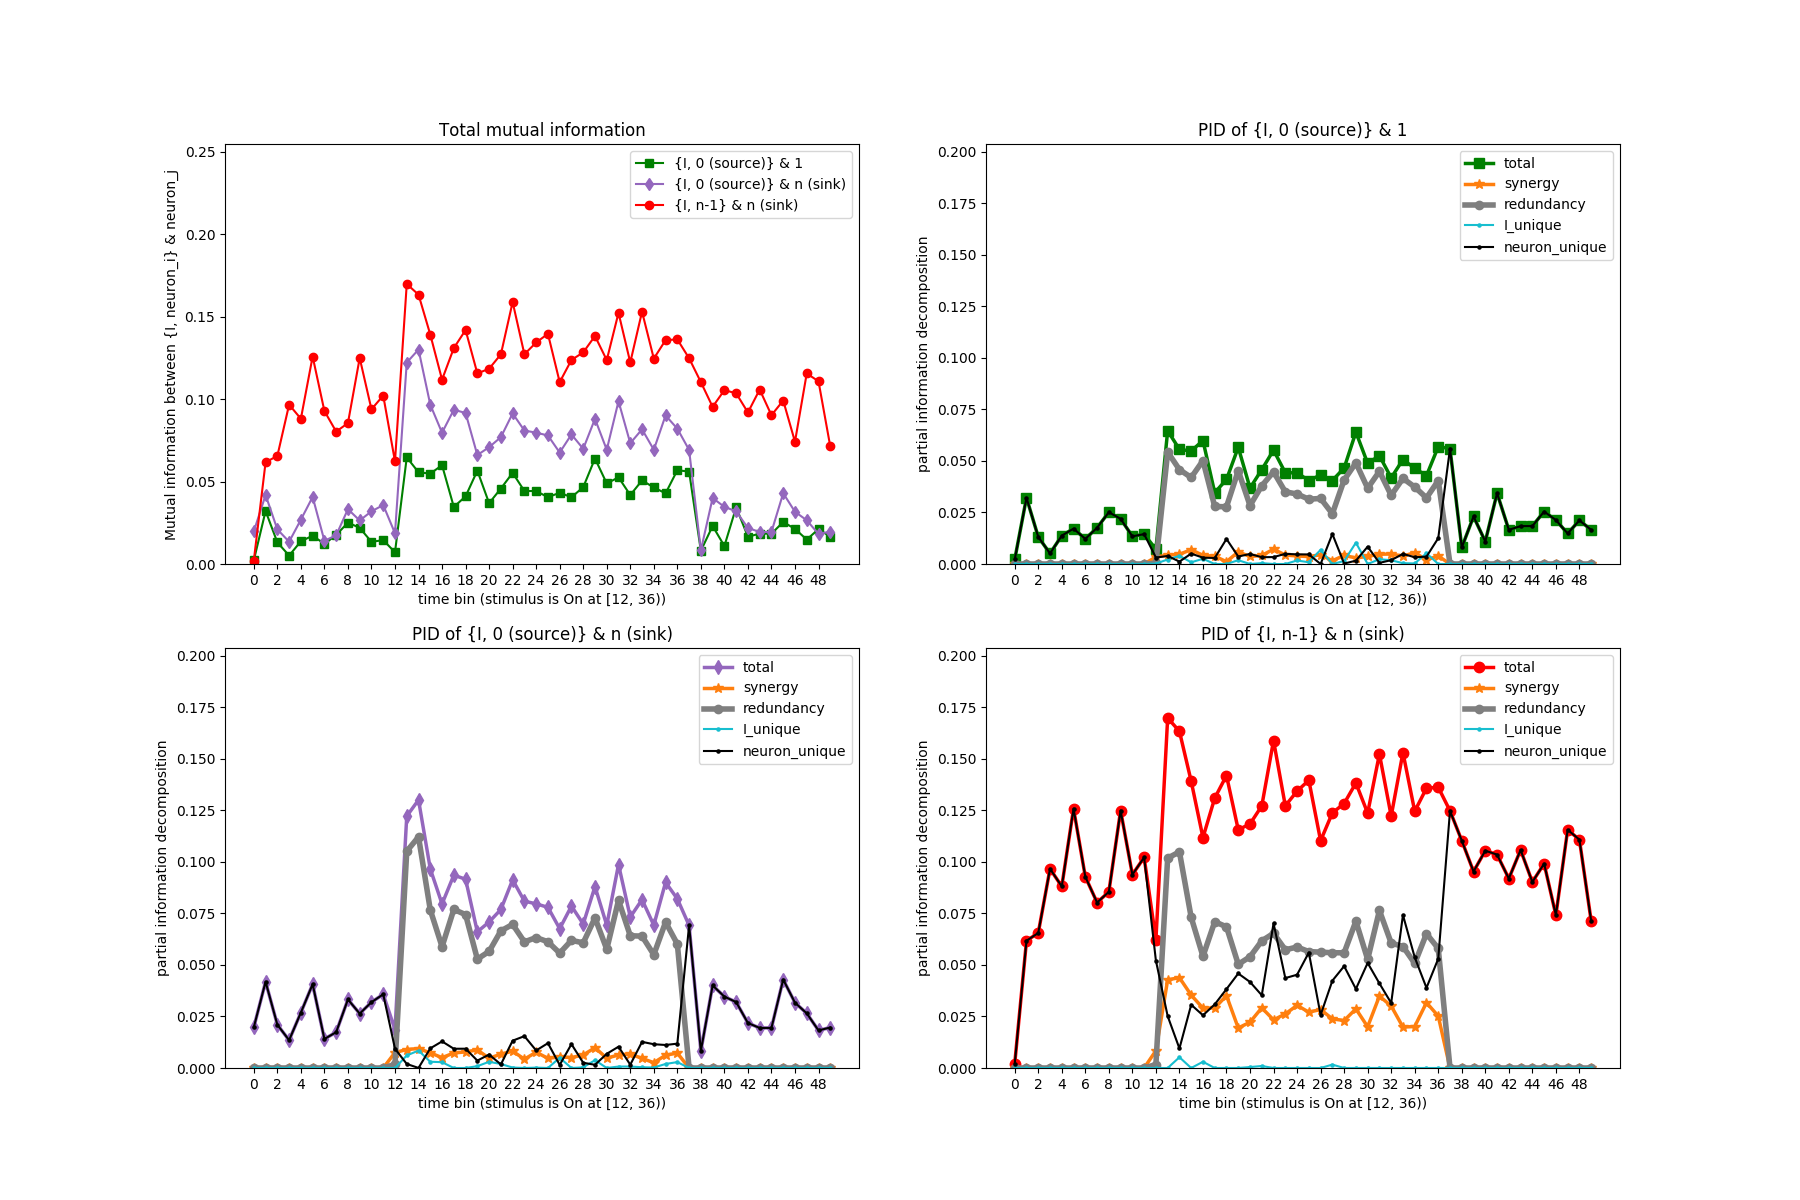 Total mutual information
Mutual information between {I, neuron_i} & neuron_j
0.25
0.20
0.15
0.10
0.05
0.00
{I, 0 (source)} & 1
{I, 0 (source)} & n (sink)
{I, n-1} & n (sink)
0 2 4 6 8 10 12 14 16 18 20 22 24 26 28 30 32 34 36 38 40 42 44 46 48
time bin (stimulus is On at [12, 36))
PID of {I, 0 (source)} & 1
partial information decomposition
0.200
0.175
0.150
0.125
0.100
0.075
0.050
0.025
0.000
total
synergy
redundancy
I_unique
neuron_unique
0 2 4 6 8 10 12 14 16 18 20 22 24 26 28 30 32 34 36 38 40 42 44 46 48
time bin (stimulus is On at [12, 36))
PID of {I, 0 (source)} & n (sink)
partial information decomposition
0.200
0.175
0.150
0.125
0.100
0.075
0.050
0.025
0.000
total
synergy
redundancy
I_unique
neuron_unique
0 2 4 6 8 10 12 14 16 18 20 22 24 26 28 30 32 34 36 38 40 42 44 46 48
time bin (stimulus is On at [12, 36))
PID of {I, n-1} & n (sink)
partial information decomposition
0.200
0.175
0.150
0.125
0.100
0.075
0.050
0.025
0.000
total
synergy
redundancy
I_unique
neuron_unique
0 2 4 6 8 10 12 14 16 18 20 22 24 26 28 30 32 34 36 38 40 42 44 46 48
time bin (stimulus is On at [12, 36))